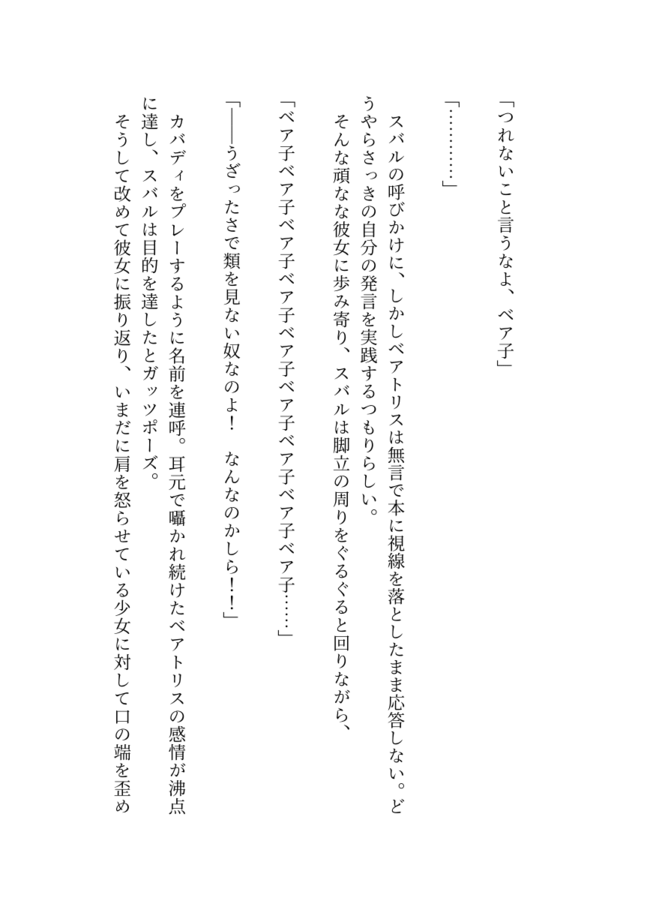 「つれないこと言うなよ、ベア子」
「…………」
　スバルの呼びかけに、しかしベアトリスは無言で本に視線を落としたまま応答しない。ど
うやらさっきの自分の発言を実践するつもりらしい。
　そんな頑なな彼女に歩み寄り、スバルは脚立の周りをぐるぐると回りながら、
「ベア子ベア子ベア子ベア子ベア子ベア子ベア子ベア子ベア子……」
「――うざったさで類を見ない奴なのよ！　なんなのかしら！！」
　カバディをプレーするように名前を連呼。耳元で囁かれ続けたベアトリスの感情が沸点
に達し、スバルは目的を達したとガッツポーズ。
　そうして改めて彼女に振り返り、いまだに肩を怒らせている少女に対して口の端を歪め